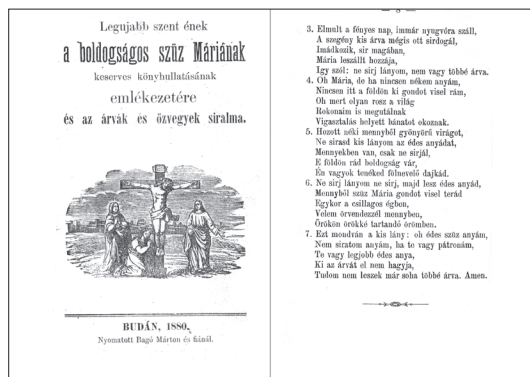 Legujabb szent ének
a boldogságos szüz Máriának
keserves könyhullatásának
emlékezetére
és az árvák és özvegyek siralma.
BUDÁN, 1880.
Nyomatott Bagó Márton és fiánál.
3. Elmult a fényes nap, immár nyugvóra száll,
A szegény kis árva mégis ott sirdogál,
Imádkozik, sir magában,
Mária leszállt hozzája,
Igy szól: ne sirj lányom, nem vagy többé árva.
4. Oh Mária, de ha nincsen nékem anyám,
Nincsen itt a földön ki gondot visel rám,
Oh mert olyan rosz a világ
Rokonaim is megutálnak
Vigasztalás helyett bánatot okoznak.
5. Hozott néki mennyből gyönyörű virágot,
Ne sirasd kis lányom az édes anyádat,
Mennyekben van, csak ne sirjál,
E földön rád boldogság vár,
Én vagyok tenéked fölnevelő dajkád.
6. Ne sirj lányom ne sirj, majd lesz édes anyád,
Mennyből szüz Mária gondot visel terád
Egykor a csillagos égben,
Velem örvendezzél mennyben,
Örökön örökké tartandó örömben.
7. Ezt mondván a kis lány: oh édes szüz anyám,
Nem siratom anyám, ha te vagy pátronám,
Te vagy legjobb édes anya,
Ki az árvát el nem hagyja,
Tudom nem leszek már soha többé árva. Amen.